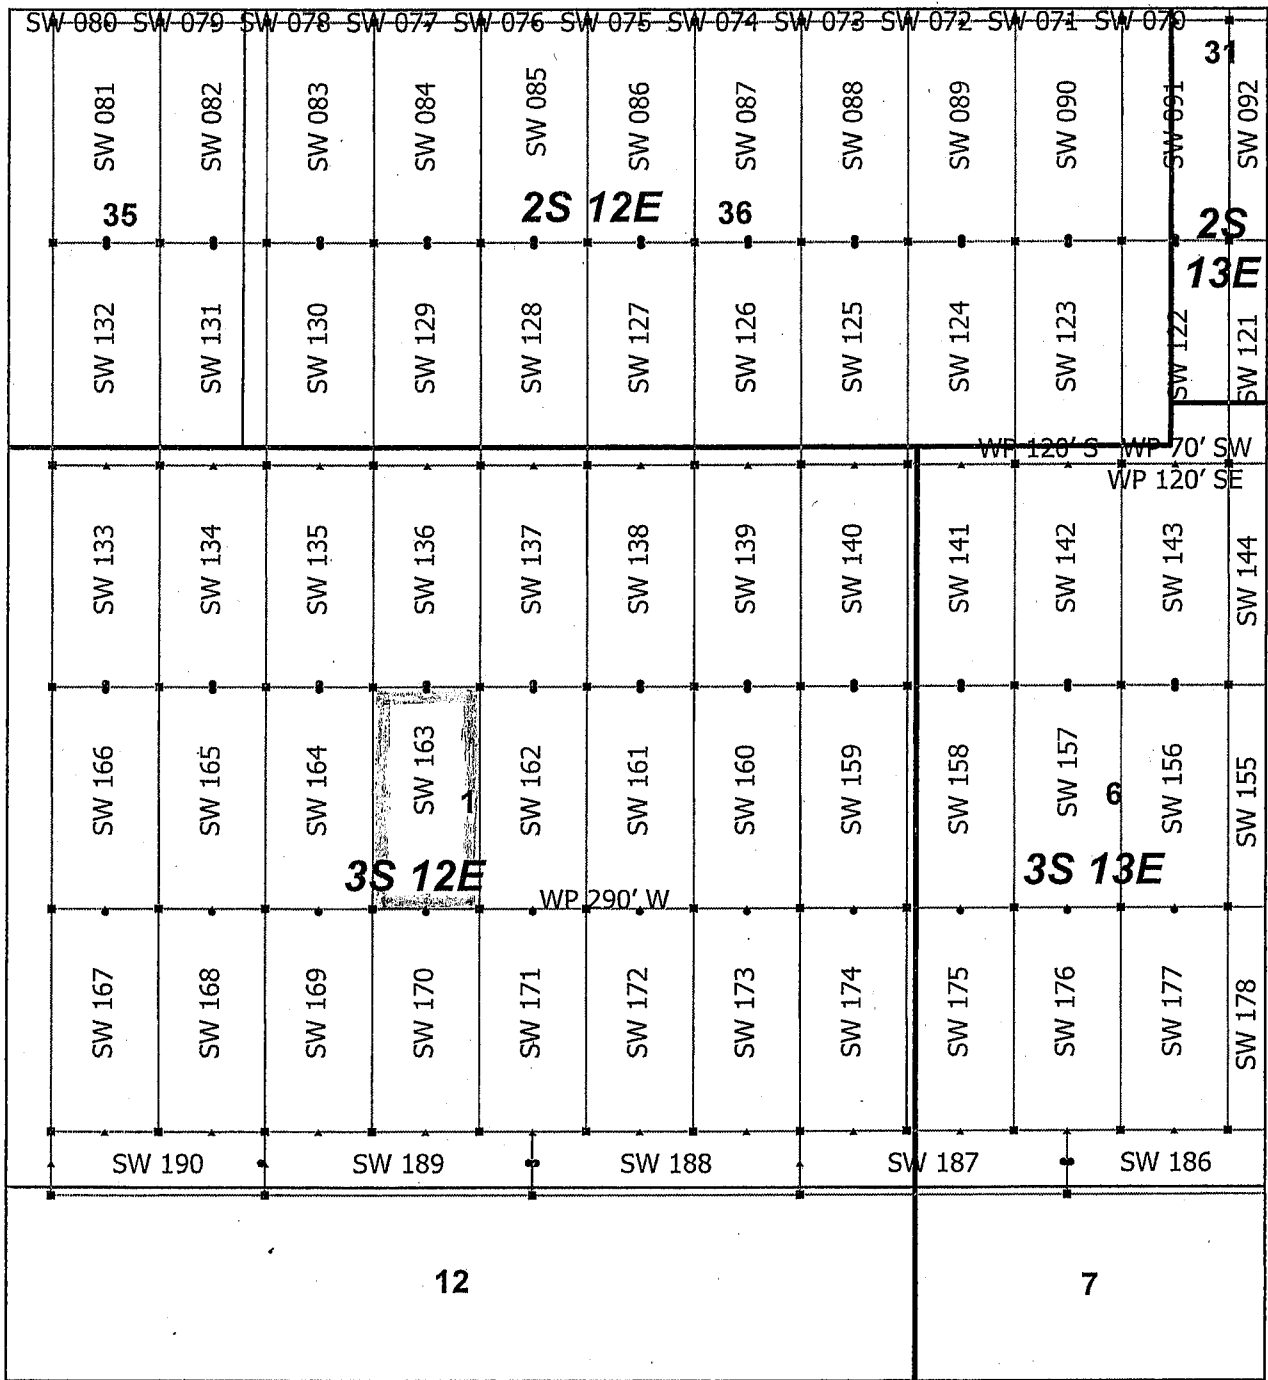 SW 080 SW 079 SW 078 SW 077 SW 076 SW 075 SW 074 SW 073 SW 072 SW 071 SW 070
31
SW 081 SW 082 SW 083 SW 084 SW 085 SW 086 SW 087 SW 088 SW 089 SW 090 SW 091 SW 092
35 2S 12E 36 2S
13E
SW 132 SW 131 SW 130 SW 129 SW 128 SW 127 SW 126 SW 125 SW 124 SW 123 SW 122 SW 121
WP 120' S WP 70' SW
WP 120' SE
SW 133 SW 134 SW 135 SW 136 SW 137 SW 138 SW 139 SW 140 SW 141 SW 142 SW 143 SW 144
SW 166 SW 165 SW 164 SW 163 SW 162 SW 161 SW 160 SW 159 SW 158 SW 157 SW 156 SW 155
1 6
3S 12E 3S 13E
WP 290' W
SW 167 SW 168 SW 169 SW 170 SW 171 SW 172 SW 173 SW 174 SW 175 SW 176 SW 177 SW 178
SW 190 SW 189 SW 188 SW 187 SW 186
12 7